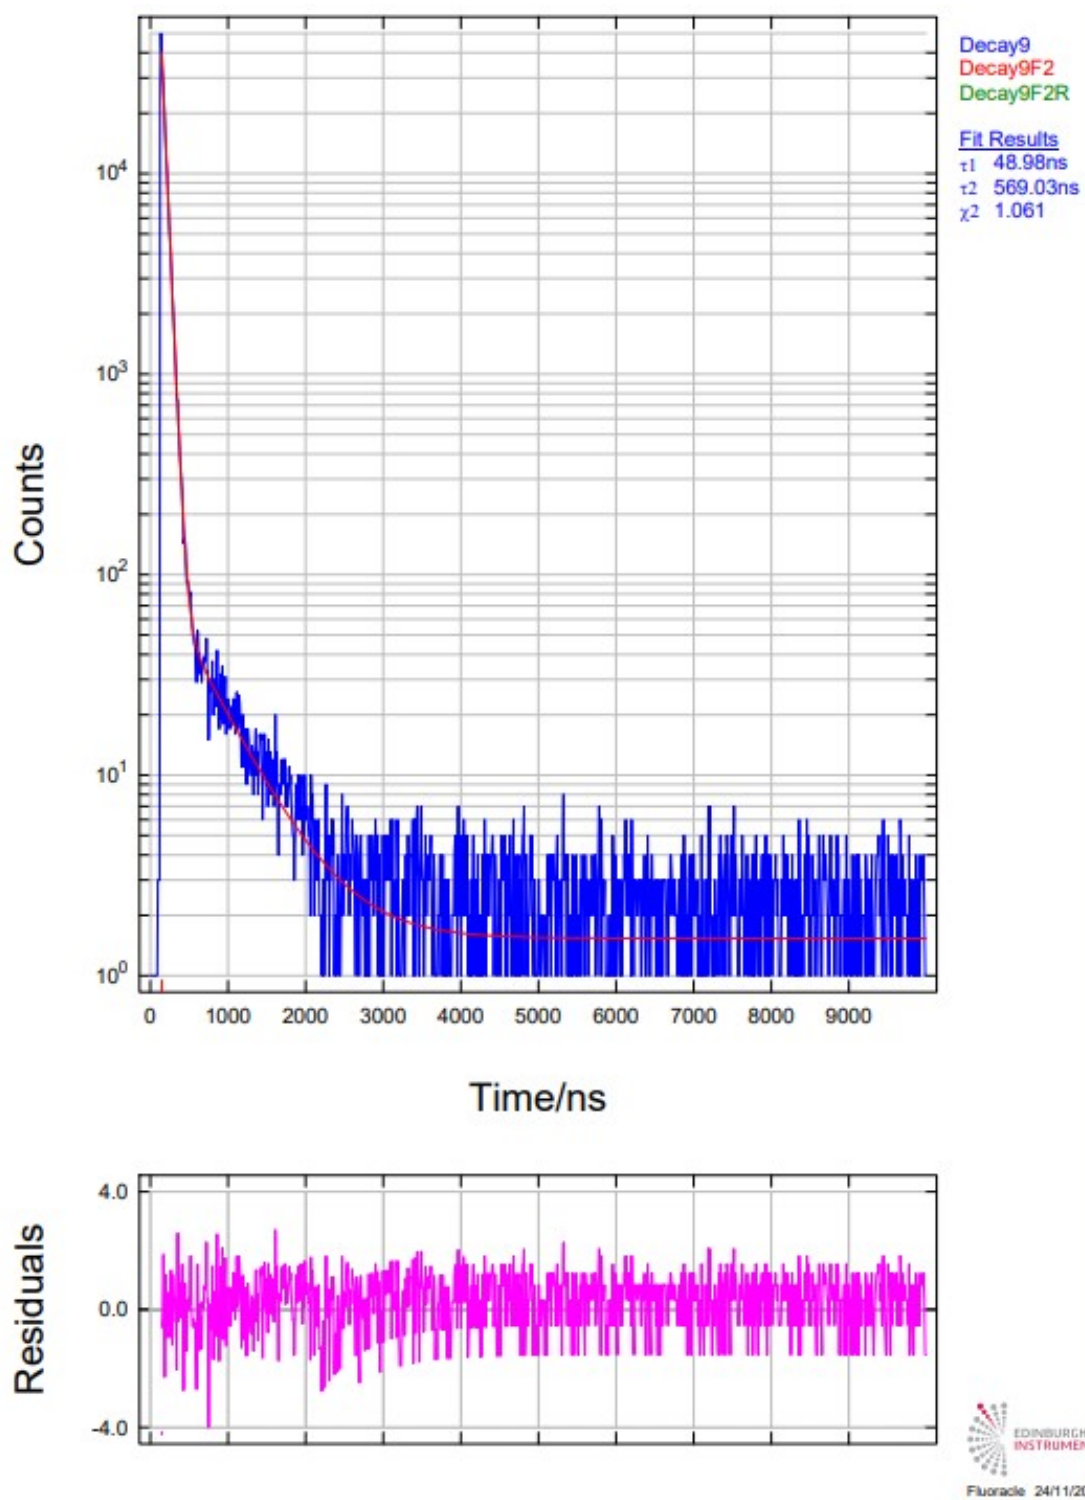 Decay9
Decay9F2
Decay9F2R
Fit Results
τ1 48.98ns
τ2 569.03ns
χ2 1.061
Counts
10⁴
10³
10²
10¹
10⁰
0 1000 2000 3000 4000 5000 6000 7000 8000 9000
Time/ns
Residuals
4.0
0.0
-4.0
EDINBURGH
INSTRUMEN
Fluoracle 24/11/20